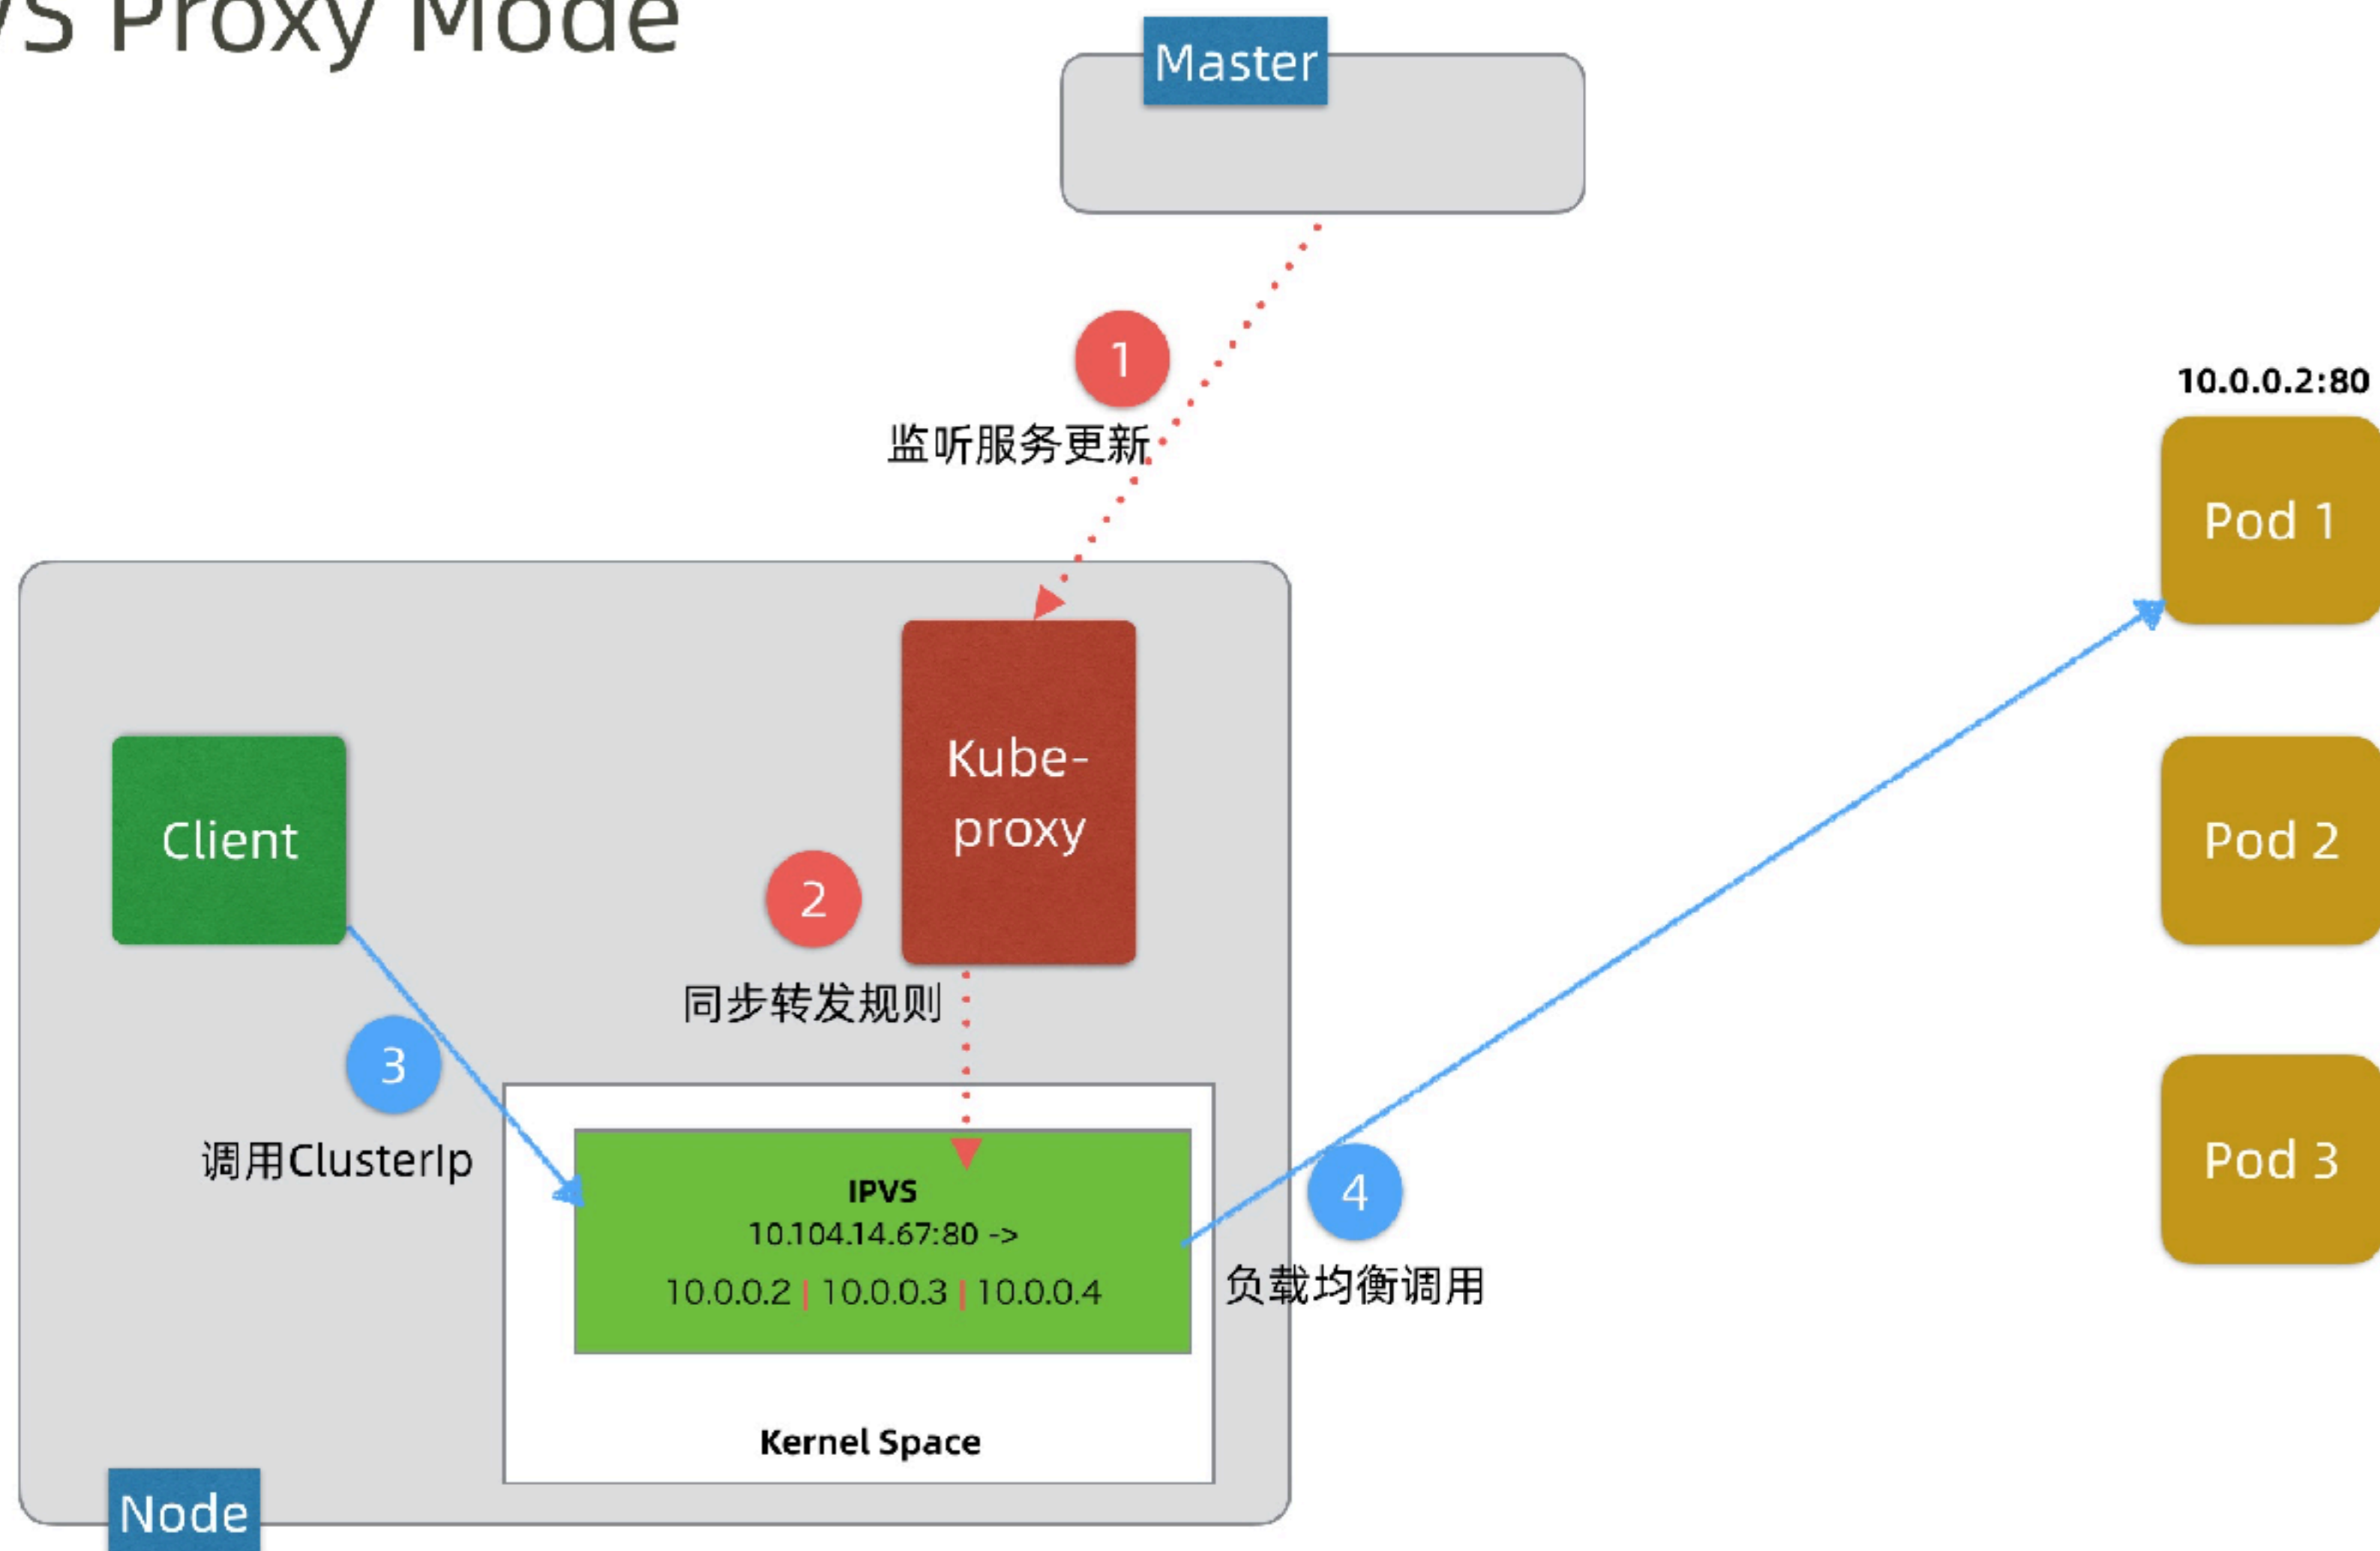 VS Proxy Mode
Master
1
监听服务更新
10.0.0.2:80
Pod 1
Kube-
proxy
Client
Pod 2
2
同步转发规则
3
调用ClusterIp
IPVS
10.104.14.67:80 ->
10.0.0.2 | 10.0.0.3 | 10.0.0.4
4
负载均衡调用
Pod 3
Kernel Space
Node